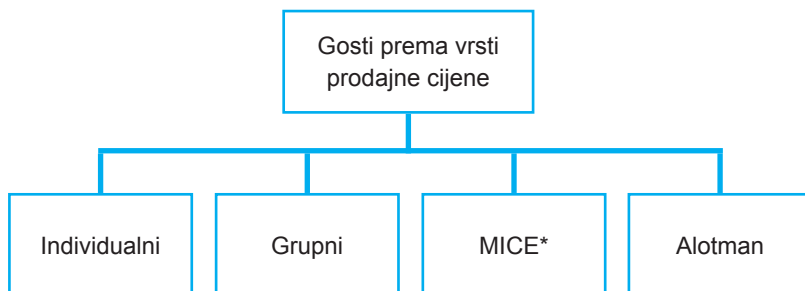 Gosti prema vrsti
prodajne cijene
Individualni
Grupni
MICE*
Alotman